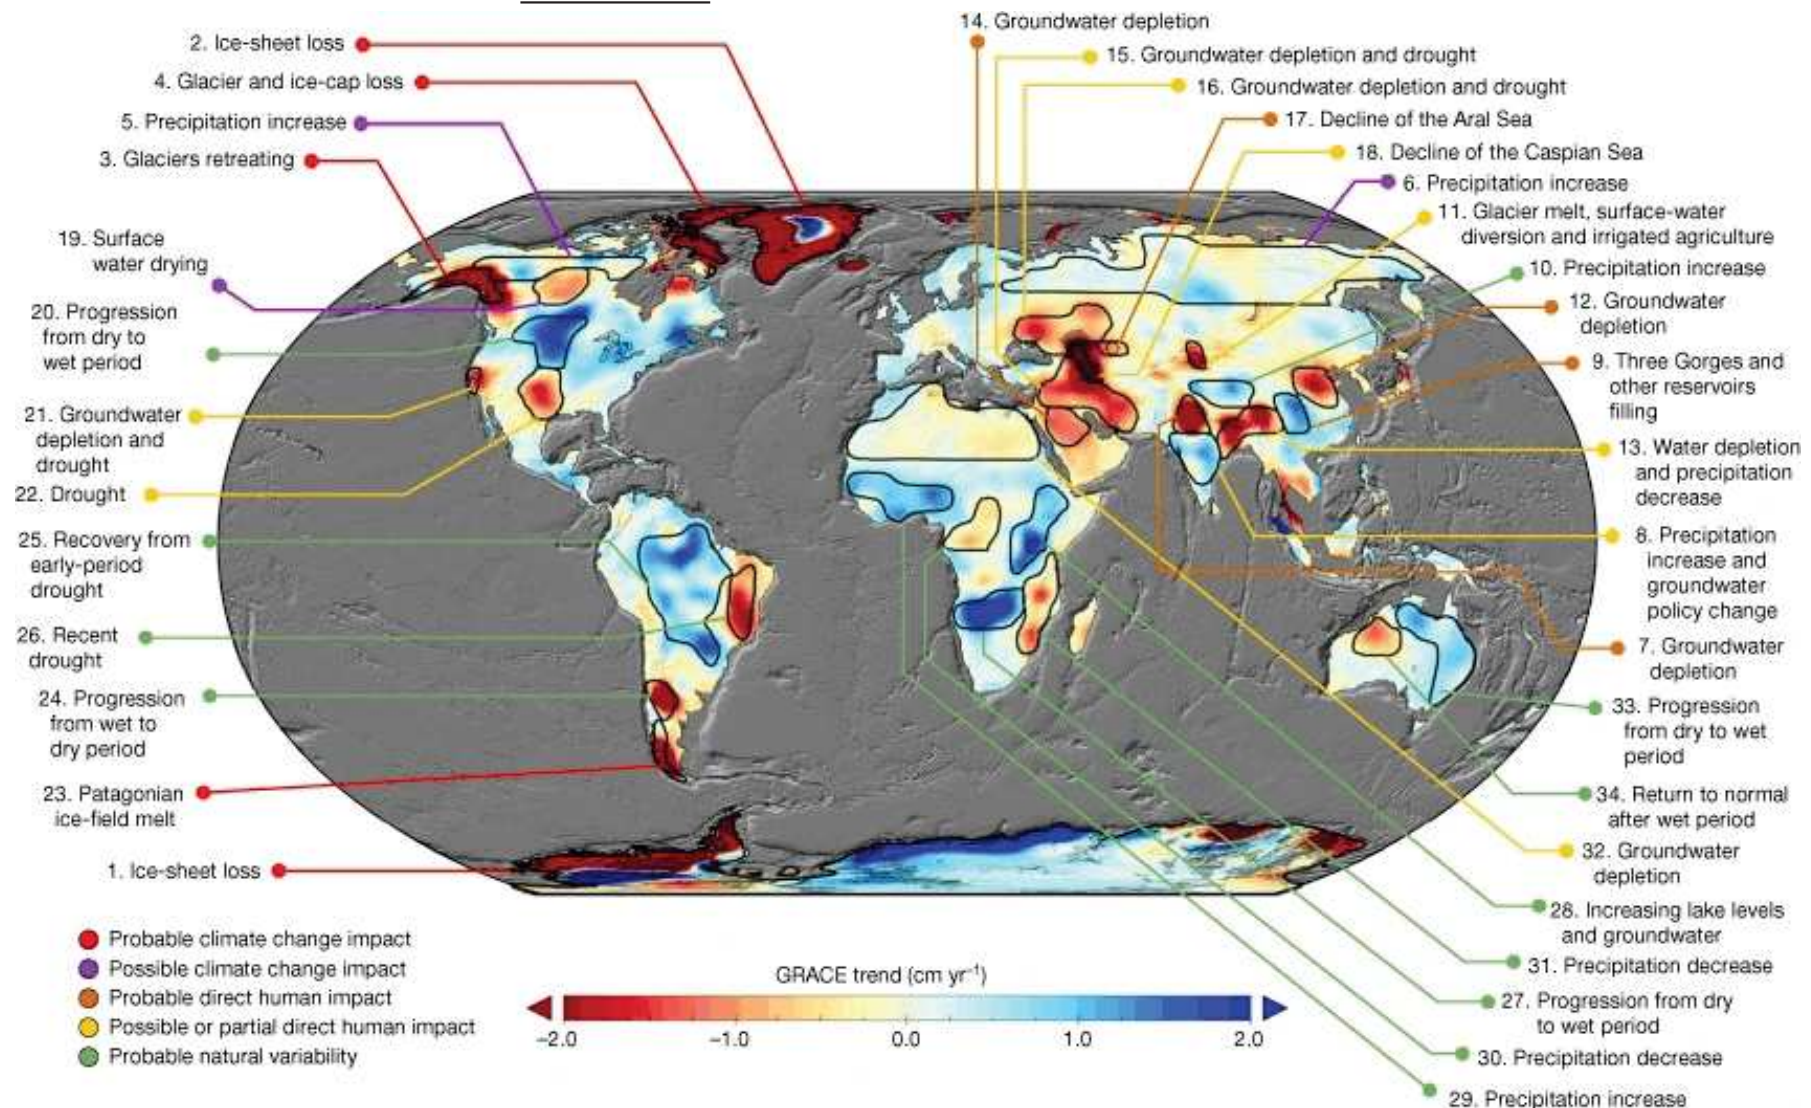 2. Ice-sheet loss
4. Glacier and ice-cap loss
5. Precipitation increase
3. Glaciers retreating
19. Surface
water drying
20. Progression
from dry to
wet period
21. Groundwater
depletion and
drought
22. Drought
25. Recovery from
early-period
drought
26. Recent
drought
24. Progression
from wet to
dry period
23. Patagonian
ice-field melt
1. Ice-sheet loss
14. Groundwater depletion
15. Groundwater depletion and drought
16. Groundwater depletion and drought
17. Decline of the Aral Sea
18. Decline of the Caspian Sea
6. Precipitation increase
11. Glacier melt, surface-water
diversion and irrigated agriculture
10. Precipitation increase
12. Groundwater
depletion
9. Three Gorges and
other reservoirs
filling
13. Water depletion
and precipitation
decrease
8. Precipitation
increase and
groundwater
policy change
7. Groundwater
depletion
33. Progression
from dry to wet
period
34. Return to normal
after wet period
32. Groundwater
depletion
28. Increasing lake levels
and groundwater
31. Precipitation decrease
27. Progression from dry
to wet period
30. Precipitation decrease
29. Precipitation increase
Probable climate change impact
Possible climate change impact
Probable direct human impact
Possible or partial direct human impact
Probable natural variability
GRACE trend (cm yr⁻¹)
−2.0 −1.0 0.0 1.0 2.0